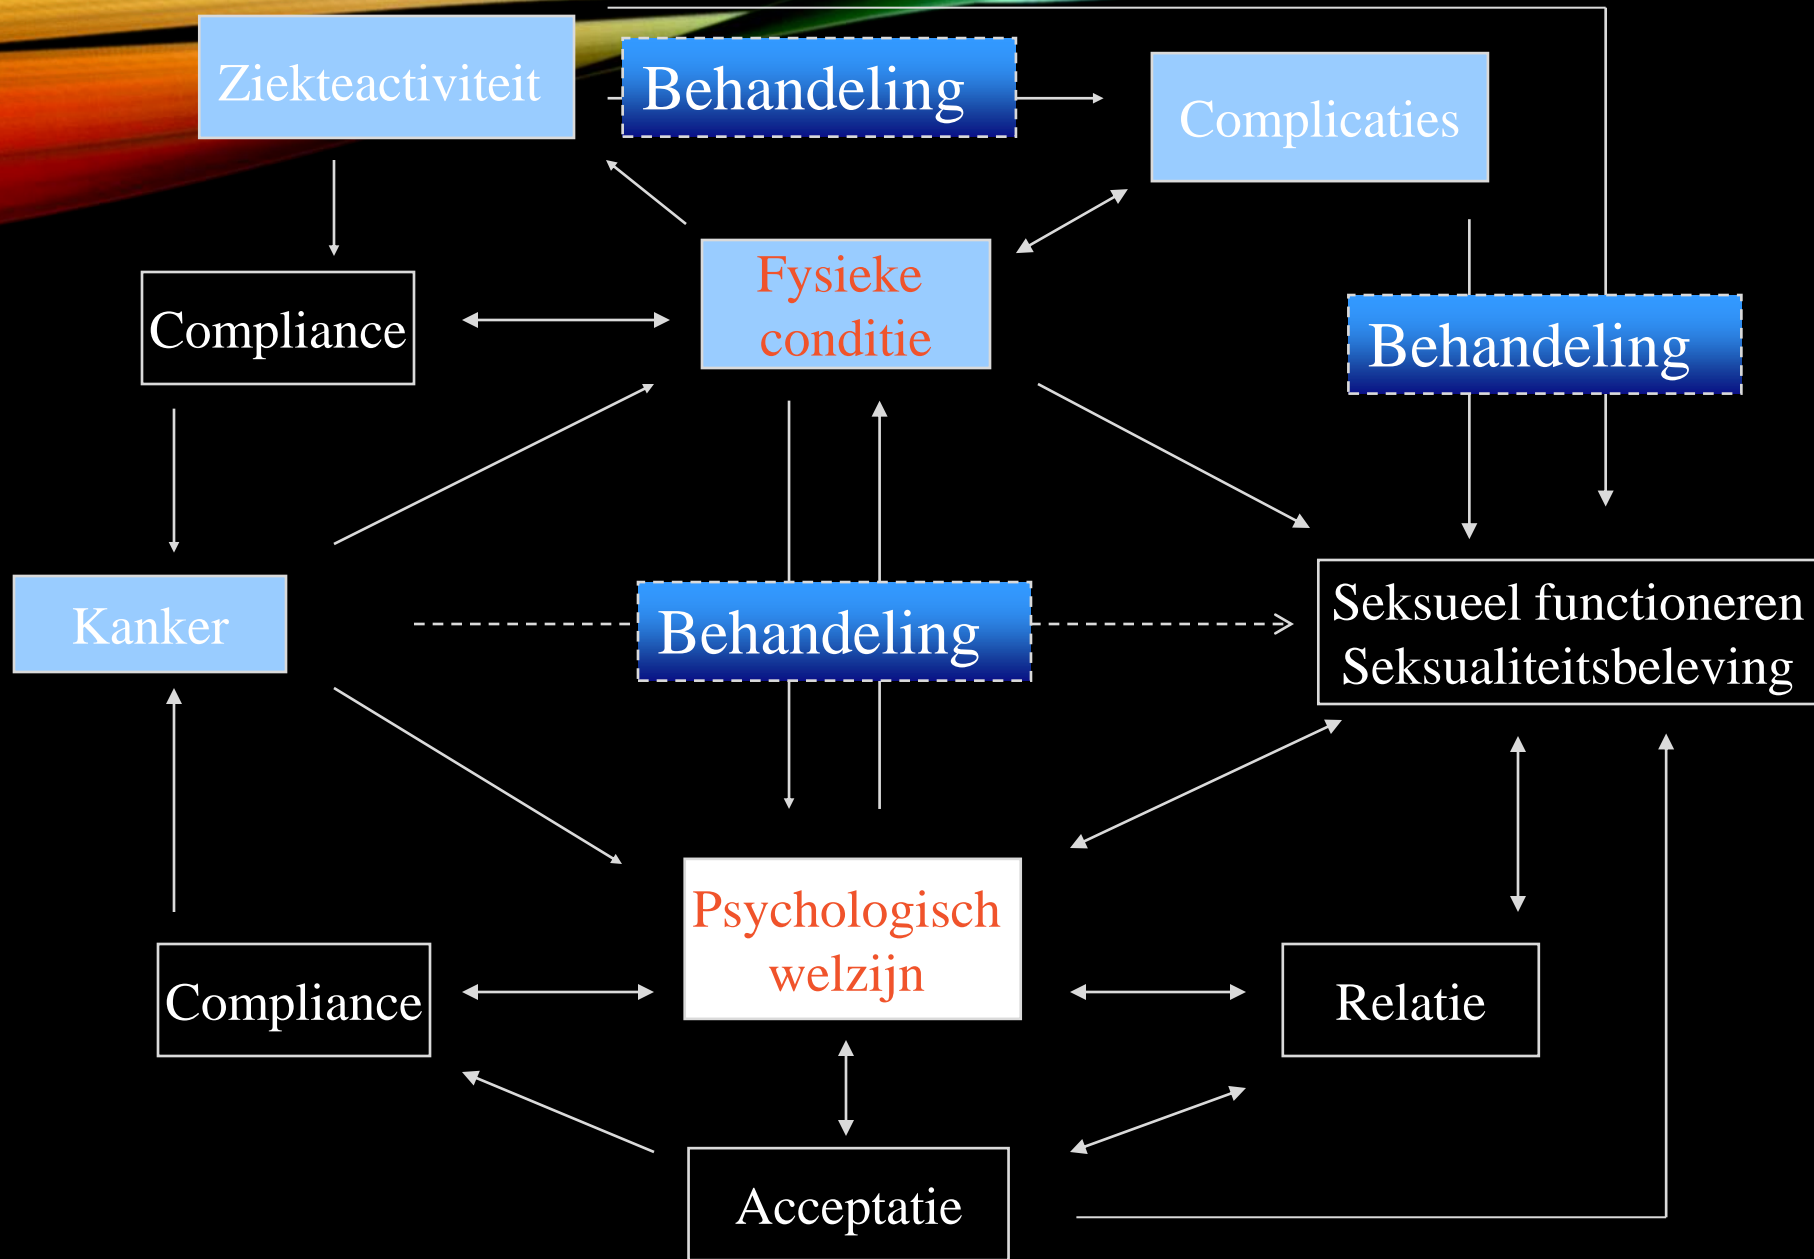 Ziekteactiviteit
Behandeling
Complicaties
Fysieke
conditie
Compliance
Behandeling
Kanker
Behandeling
Seksueel functioneren
Seksualiteitsbeleving
Psychologisch
welzijn
Compliance
Relatie
Acceptatie